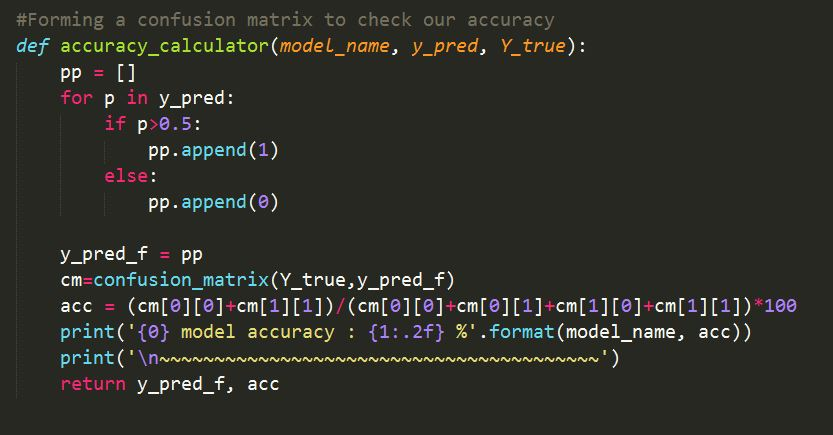 #Forming a confusion matrix to check our accuracy
def accuracy_calculator(model_name, y_pred, Y_true):
    pp = []
    for p in y_pred:
        if p>0.5:
            pp.append(1)
        else:
            pp.append(0)

    y_pred_f = pp
    cm=confusion_matrix(Y_true,y_pred_f)
    acc = (cm[0][0]+cm[1][1])/(cm[0][0]+cm[0][1]+cm[1][0]+cm[1][1])*100
    print('{0} model accuracy : {1:.2f} %'.format(model_name, acc))
    print('\n~~~~~~~~~~~~~~~~~~~~~~~~~~~~~~~~~~~~~~~~')
    return y_pred_f, acc